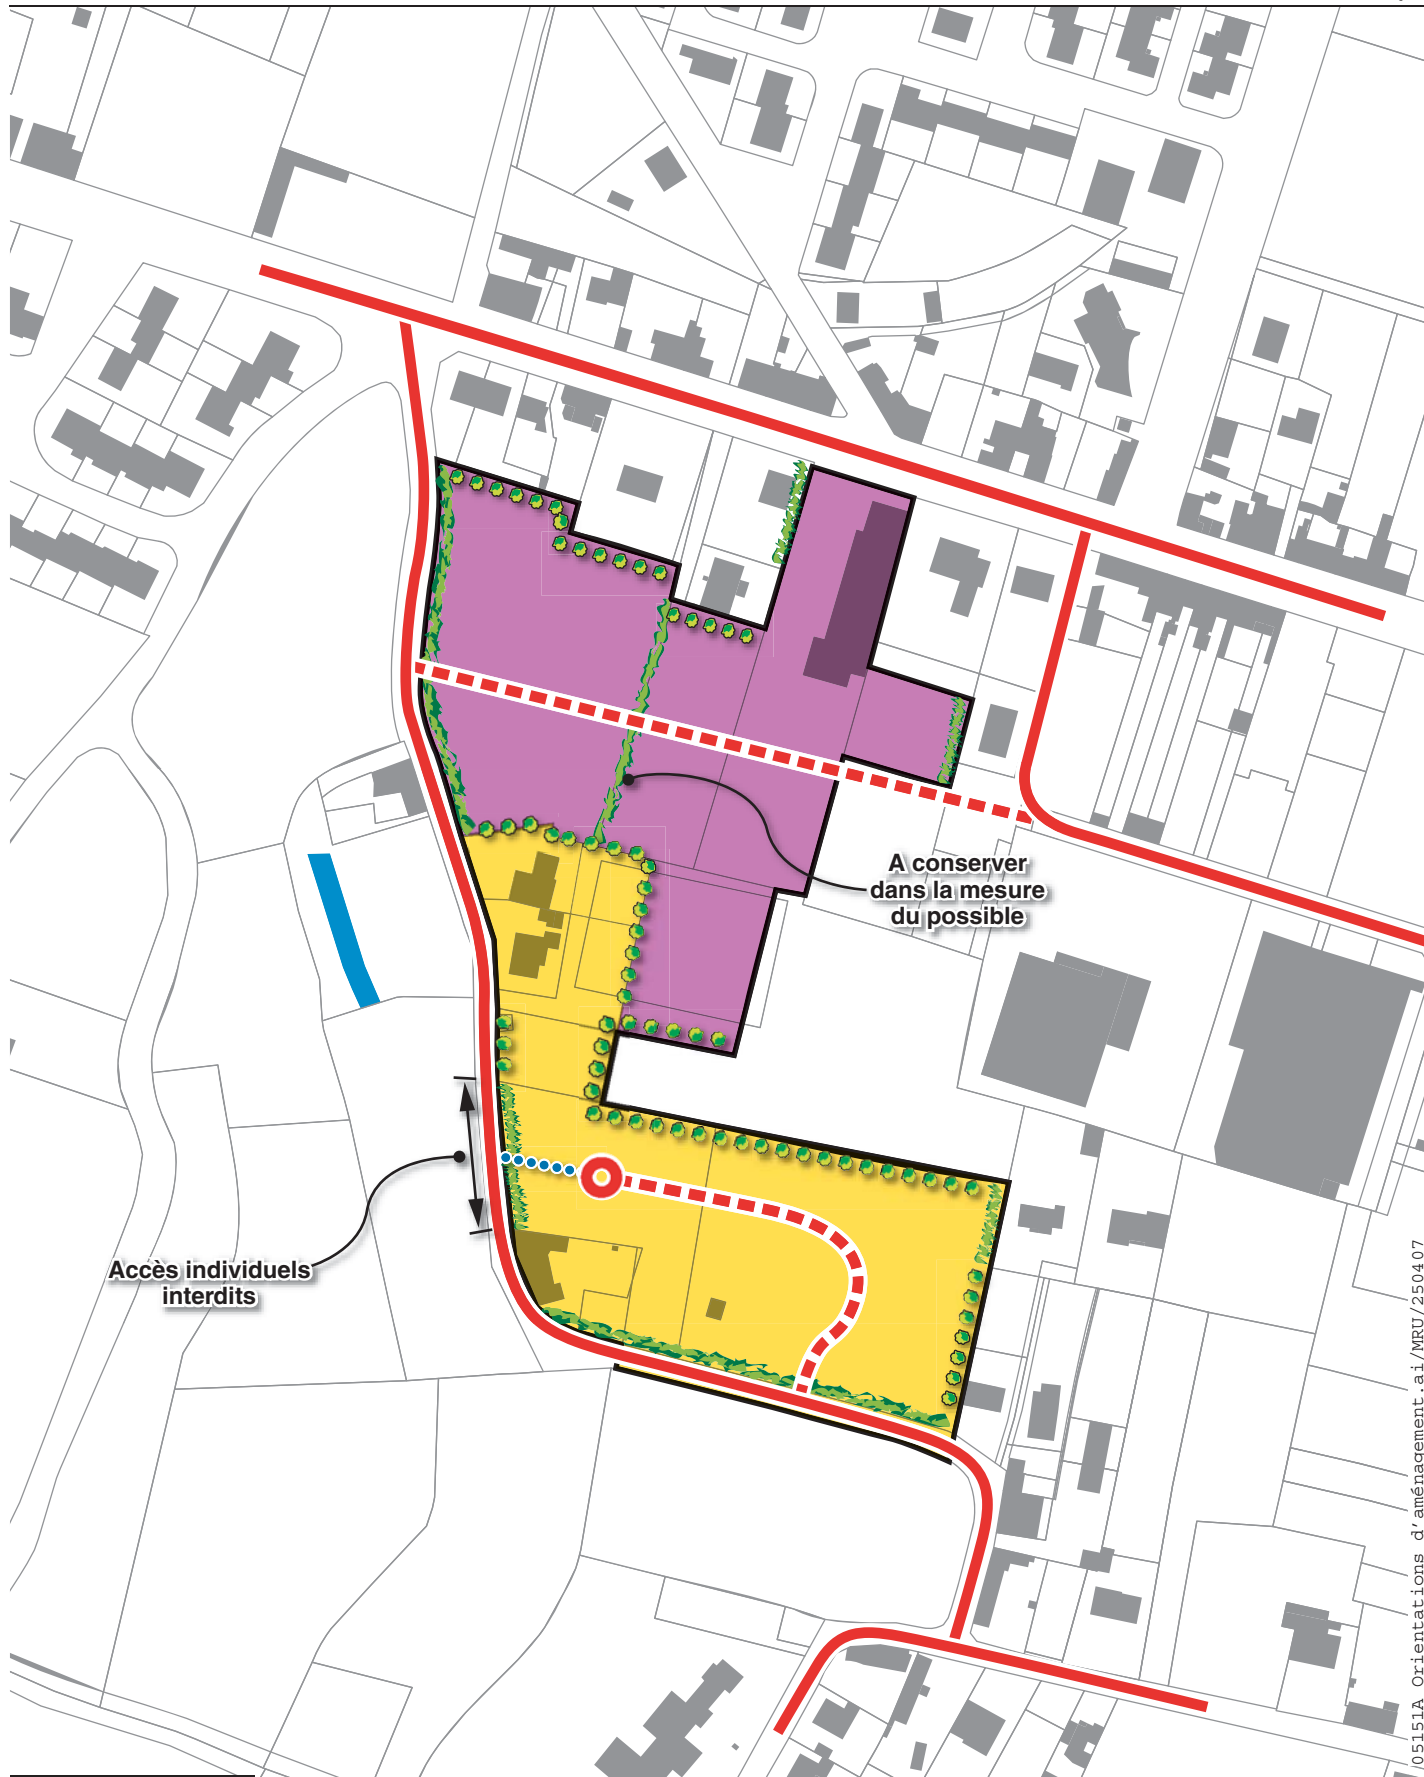 A conserver
dans la mesure
du possible
Accès individuels
interdits
05151A Orientations d'aménagement.ai/MRU/250407